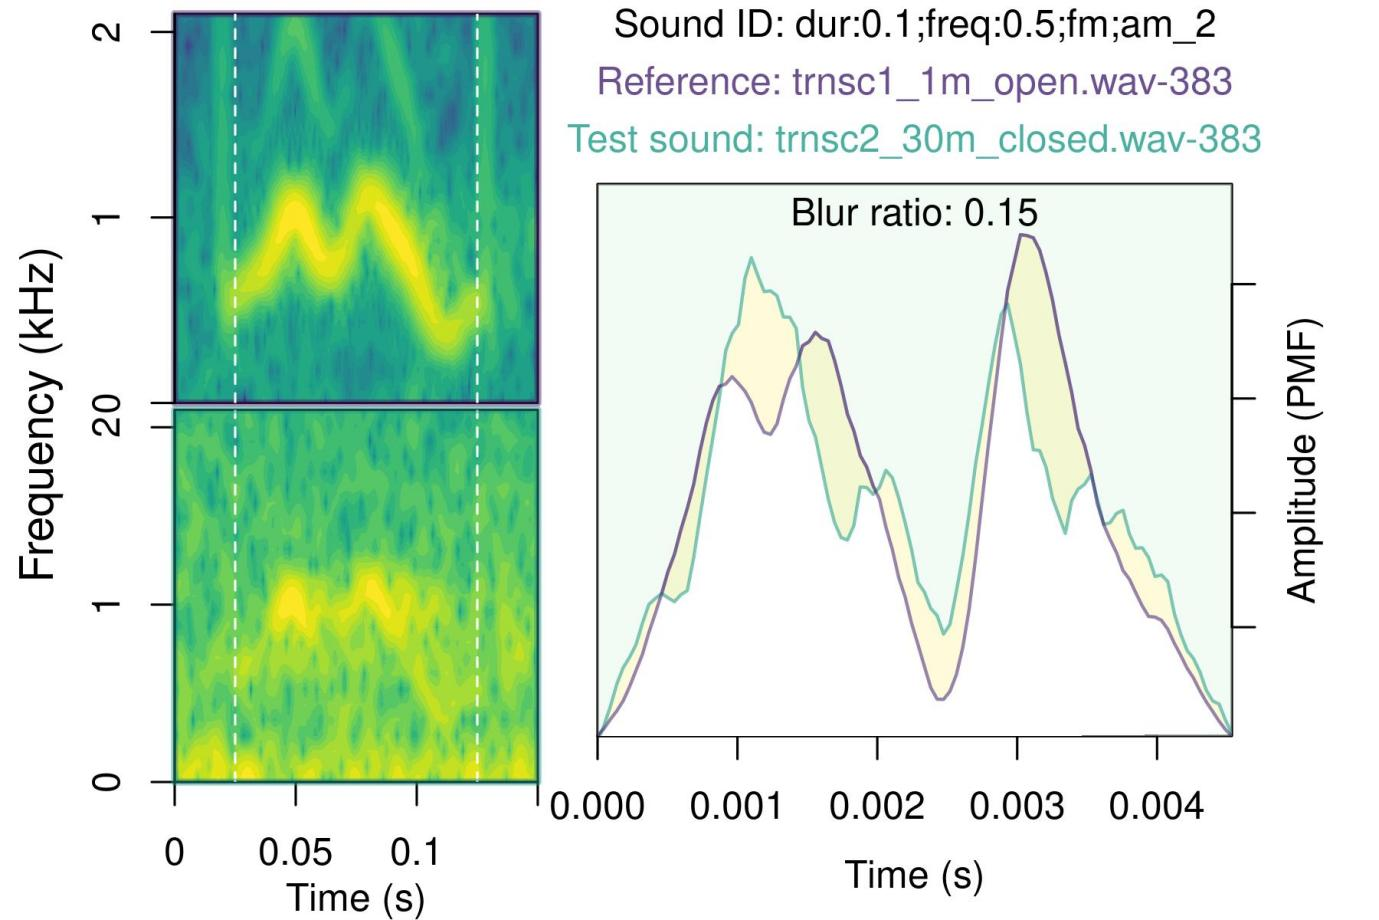 Sound ID: dur:0.1;freq:0.5;fm;am_2
Reference: trnsc1_1m_open.wav-383
Test sound: trnsc2_30m_closed.wav-383
Blur ratio: 0.15
Frequency (kHz)
2
1
0
2
1
0
0 0.05 0.1
Time (s)
0.000 0.001 0.002 0.003 0.004
Time (s)
Amplitude (PMF)